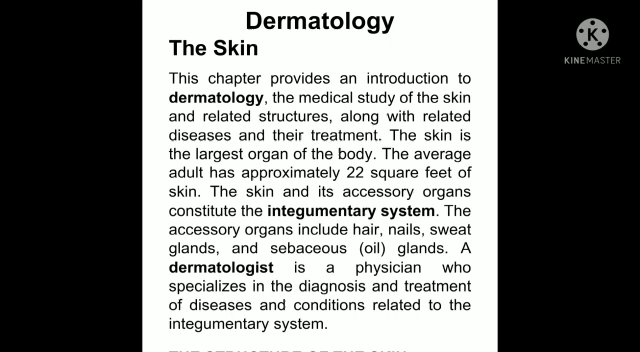 Dermatology
The Skin
This chapter provides an introduction to
dermatology, the medical study of the skin
and related structures, along with related
diseases and their treatment. The skin is
the largest organ of the body. The average
adult has approximately 22 square feet of
skin. The skin and its accessory organs
constitute the integumentary system. The
accessory organs include hair, nails, sweat
glands, and sebaceous (oil) glands. A
dermatologist is a physician who
specializes in the diagnosis and treatment
of diseases and conditions related to the
integumentary system.
K
KINEMASTER